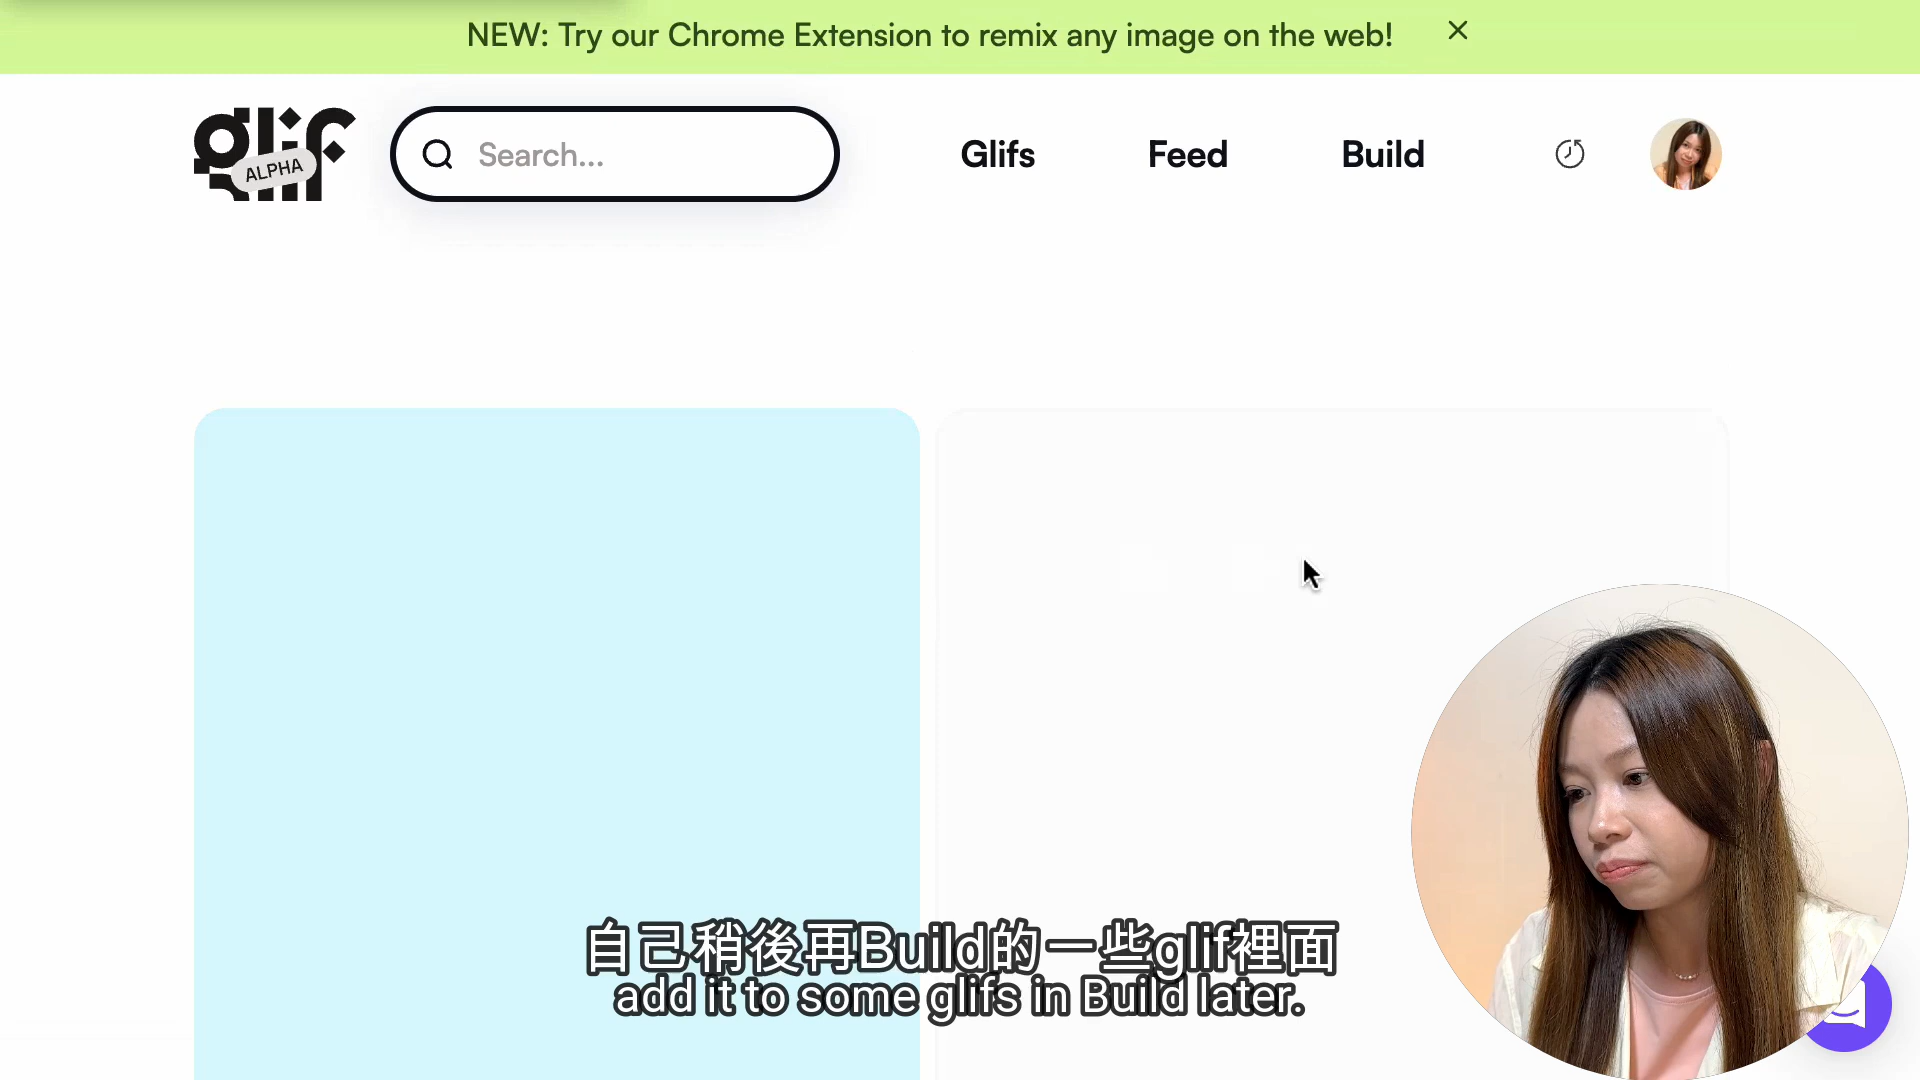 NEW: Try our Chrome Extension to remix any image on the web!
glif
ALPHA
Search...
Glifs
Feed
Build
自己稍後再Build的一些glif裡面
add it to some glifs in Build later.